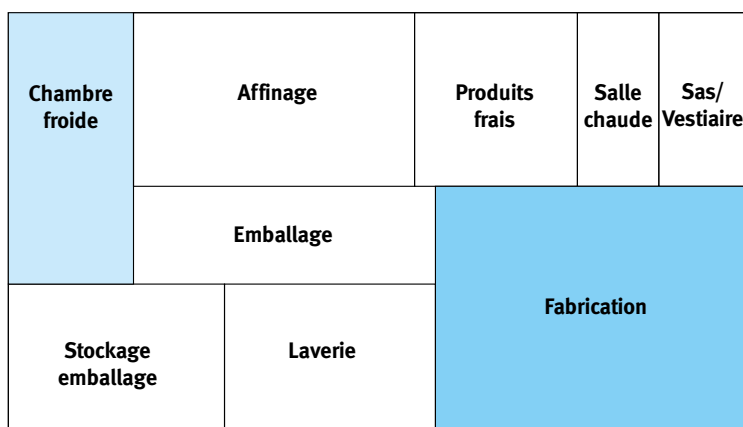 Chambre
froide
Affinage
Produits
frais
Salle
chaude
Sas/
Vestiaire
Emballage
Fabrication
Stockage
emballage
Laverie